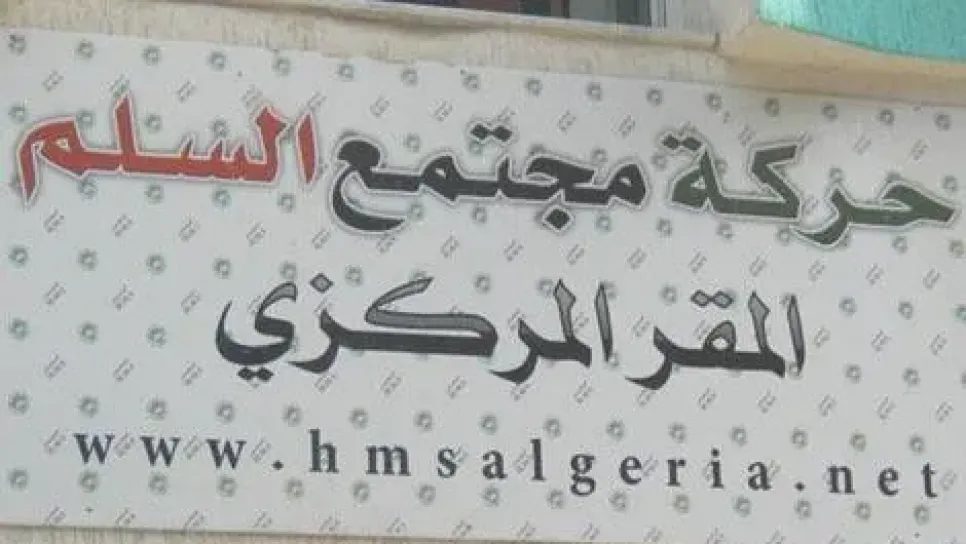 حركة مجتمع السلم
المقر المركزي
www.hmsalgeria.net